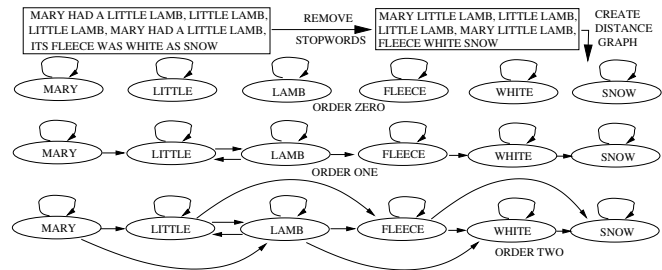 MARY HAD A LITTLE LAMB, LITTLE LAMB,
LITTLE LAMB, MARY HAD A LITTLE LAMB,
ITS FLEECE WAS WHITE AS SNOW
REMOVE
STOPWORDS
MARY LITTLE LAMB, LITTLE LAMB,
LITTLE LAMB, MARY LITTLE LAMB,
FLEECE WHITE SNOW
CREATE
DISTANCE
GRAPH
MARY LITTLE LAMB FLEECE WHITE SNOW
ORDER ZERO
MARY LITTLE LAMB FLEECE WHITE SNOW
ORDER ONE
MARY LITTLE LAMB FLEECE WHITE SNOW
ORDER TWO